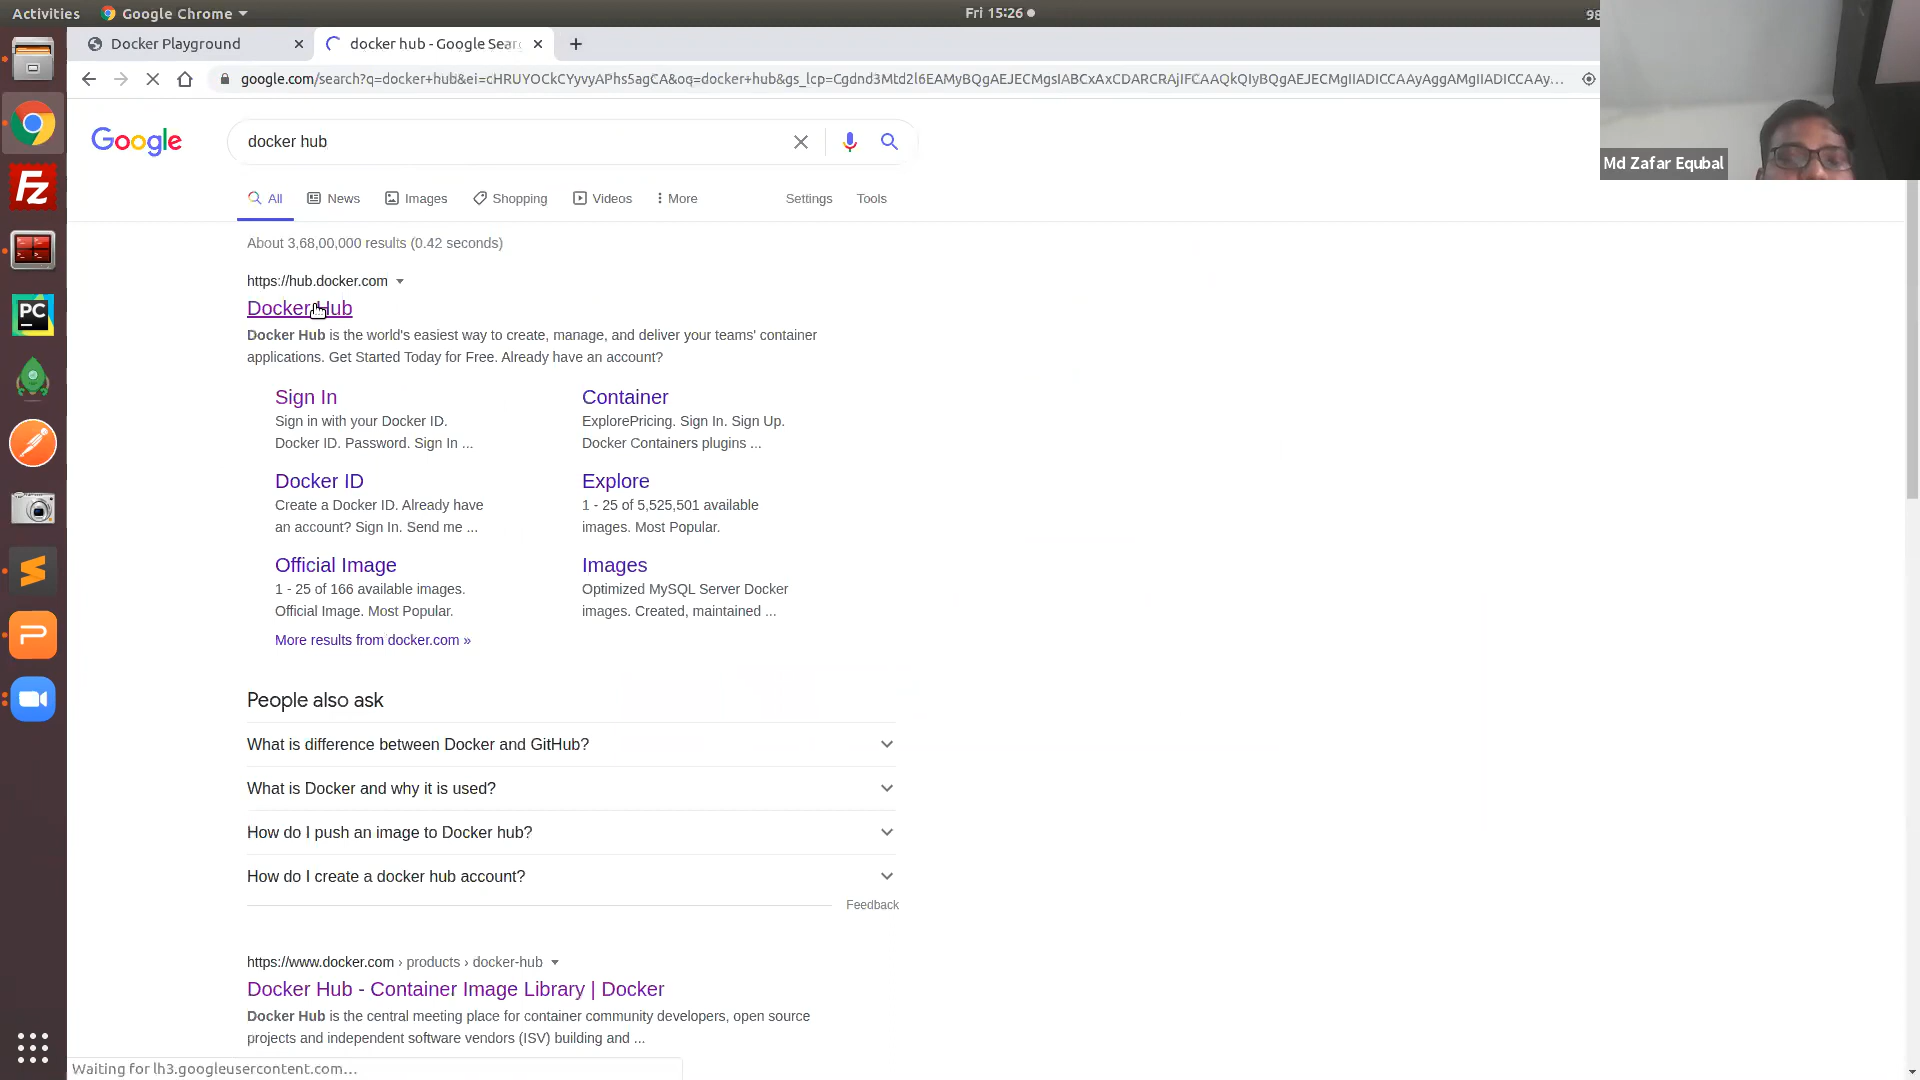 Activities
Google Chrome
Fri 15:26
98
Docker Playground
docker hub - Google Sear
google.com/search?q=docker+hub&ei=cHRUYOCkCYyvyAPhs5agCA&oq=docker+hub&gs_lcp=Cgdnd3Mtd2l6EAMyBQgAEJECMgsIABCxAxCDARCRAjIFCAAQkQIyBQgAEJECMgIIADICCAAyAggAMgIIADICCAAy...
Md Zafar Equbal
Google
docker hub
All
News
Images
Shopping
Videos
More
Settings
Tools
About 3,68,00,000 results (0.42 seconds)
https://hub.docker.com
Docker Hub
Docker Hub is the world's easiest way to create, manage, and deliver your teams' container
applications. Get Started Today for Free. Already have an account?
Sign In
Sign in with your Docker ID.
Docker ID. Password. Sign In ...
Container
ExplorePricing. Sign In. Sign Up.
Docker Containers plugins ...
Docker ID
Create a Docker ID. Already have
an account? Sign In. Send me ...
Explore
1 - 25 of 5,525,501 available
images. Most Popular.
Official Image
1 - 25 of 166 available images.
Official Image. Most Popular.
Images
Optimized MySQL Server Docker
images. Created, maintained ...
More results from docker.com »
People also ask
What is difference between Docker and GitHub?
What is Docker and why it is used?
How do I push an image to Docker hub?
How do I create a docker hub account?
Feedback
https://www.docker.com › products › docker-hub
Docker Hub - Container Image Library | Docker
Docker Hub is the central meeting place for container community developers, open source
projects and independent software vendors (ISV) building and ...
Waiting for lh3.googleusercontent.com...